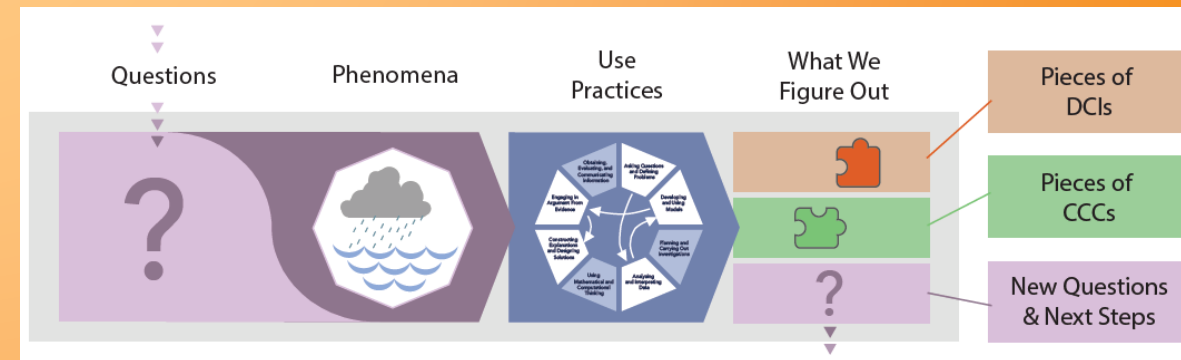 Questions
Phenomena
Use
Practices
What We
Figure Out
?
Obtaining,
Evaluating, and
Communicating
Information
Asking Questions
and Defining
Problems
Engaging in
Argument From
Evidence
Developing
and Using
Models
Constructing
Explanations
and Designing
Solutions
Planning and
Carrying Out
Investigations
Using
Mathematical and
Computational
Thinking
Analyzing
and Interpreting
Data
?
Pieces of
DCIs
Pieces of
CCCs
New Questions
& Next Steps